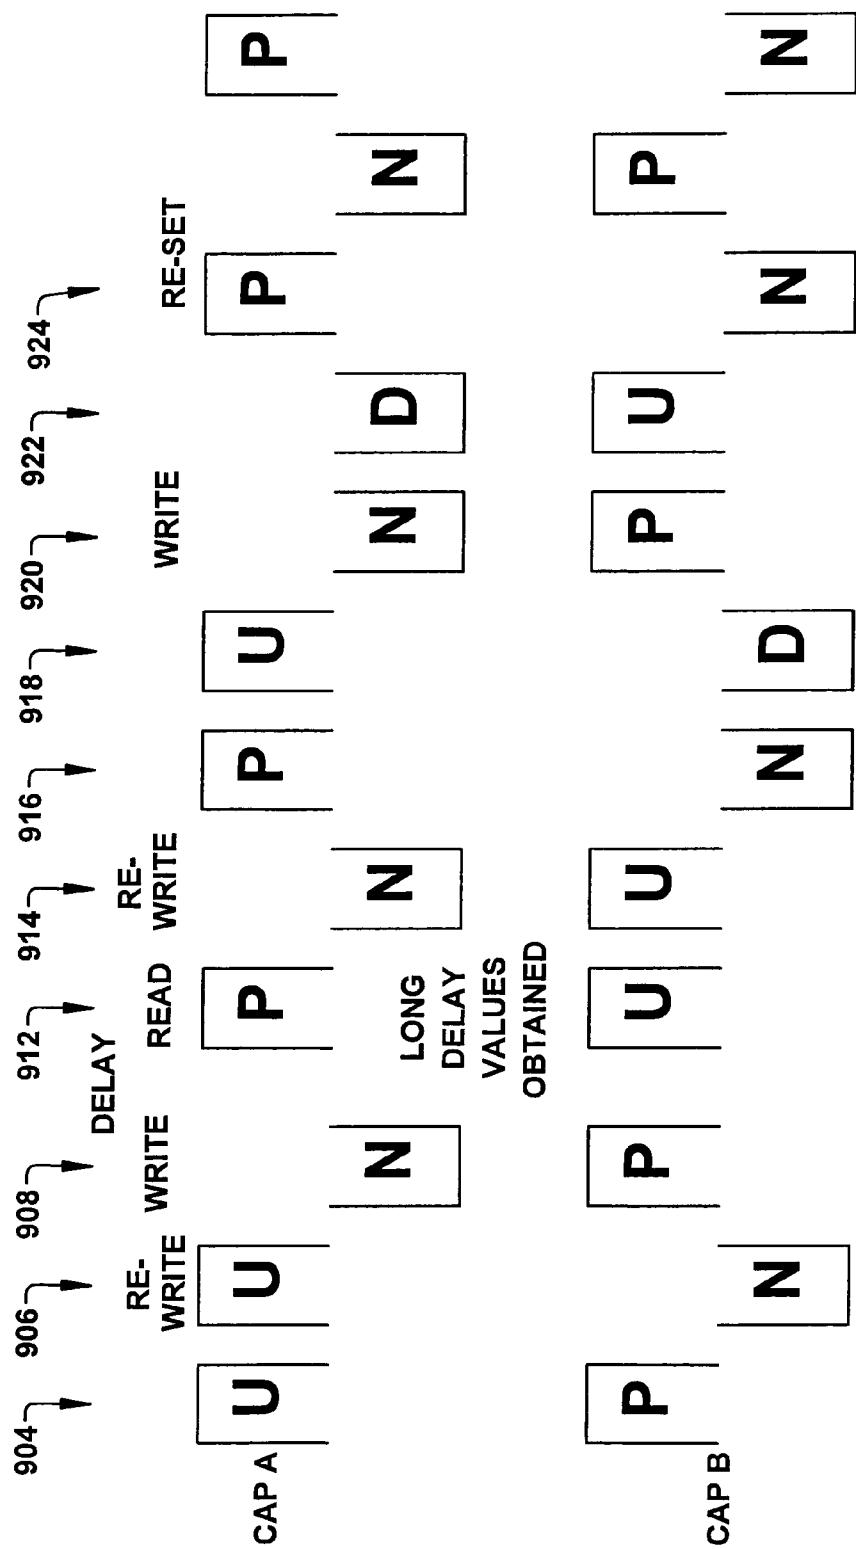 904
906
908
912
914
916
918
920
922
924
DELAY
RE-
WRITE
WRITE
READ
RE-
WRITE
WRITE
RE-SET
CAP A
U
U
N
P
N
P
U
N
D
P
N
P
LONG
DELAY
VALUES
OBTAINED
CAP B
P
N
P
U
U
N
D
P
U
N
P
N